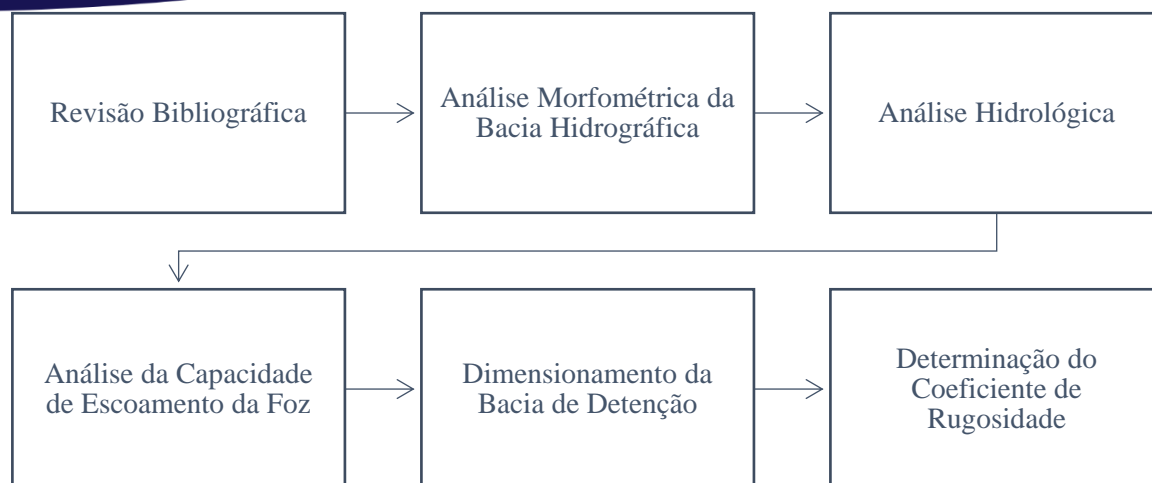 Revisão Bibliográfica
Análise Morfométrica da
Bacia Hidrográfica
Análise Hidrológica
Análise da Capacidade
de Escoamento da Foz
Dimensionamento da
Bacia de Detenção
Determinação do
Coeficiente de
Rugosidade